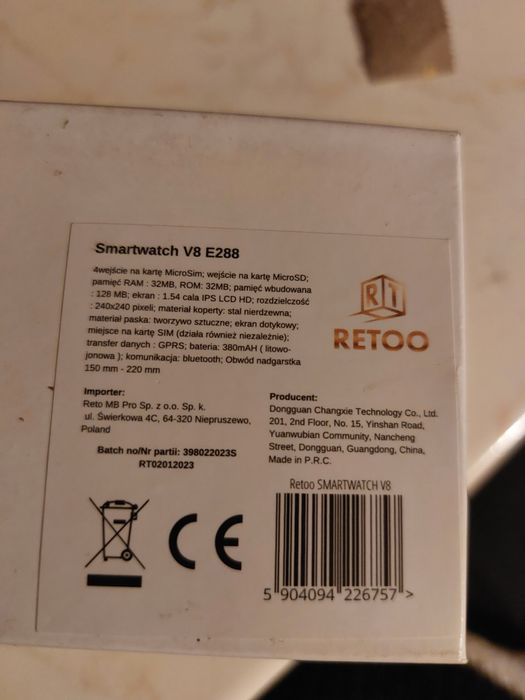 Smartwatch V8 E288
4wejście na kartę MicroSim; wejście na kartę MicroSD;
pamięć RAM : 32MB, ROM: 32MB; pamięć wbudowana
: 128 MB; ekran : 1.54 cala IPS LCD HD; rozdzielczość
: 240x240 pixeli; materiał koperty: stal nierdzewna;
materiał paska: tworzywo sztuczne; ekran dotykowy;
miejsce na kartę SIM (działa również niezależnie);
transfer danych : GPRS; bateria: 380mAH ( litowo-
jonowa ); komunikacja: bluetooth; Obwód nadgarstka
150 mm - 220 mm
RT
RETOO
Importer:
Reto MB Pro Sp. z o.o. Sp. k.
ul. Świerkowa 4C, 64-320 Niepruszewo,
Poland
Batch no/Nr partii: 398022023S
RT02012023
Producent:
Dongguan Changxie Technology Co., Ltd.
201, 2nd Floor, No. 15, Yinshan Road,
Yuanwubian Community, Nancheng
Street, Dongguan, Guangdong, China,
Made in P.R.C.
CE
Retoo SMARTWATCH V8
5 904094 226757 >